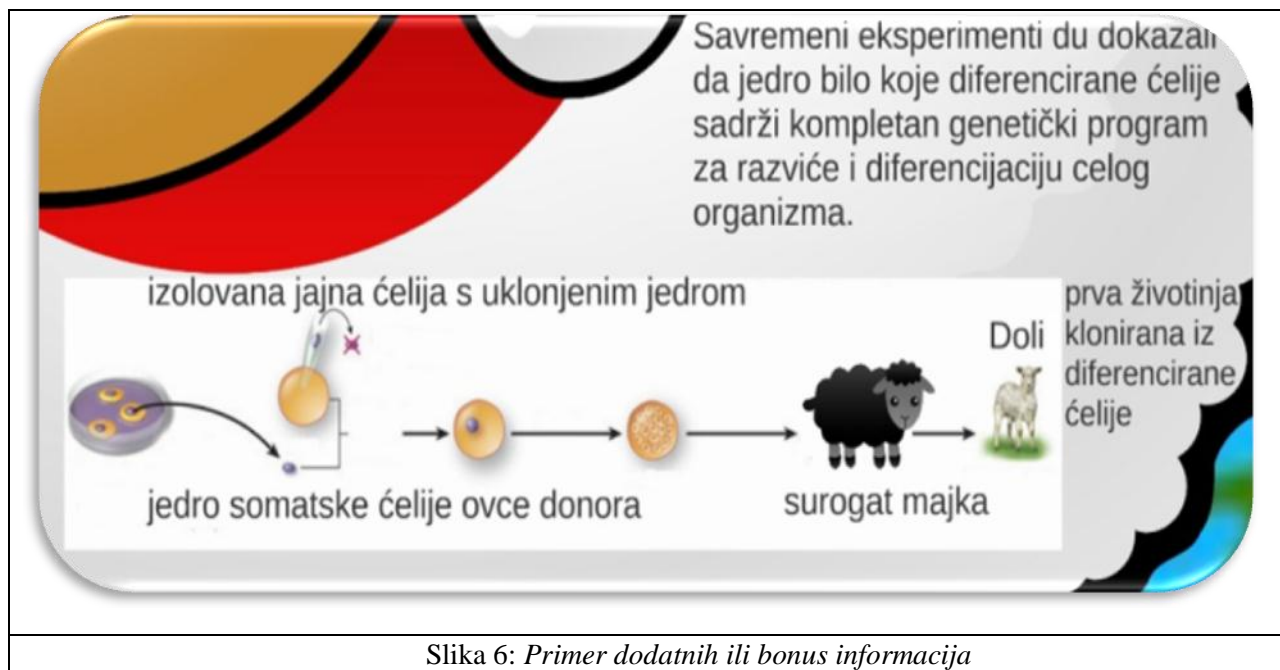 Savremeni eksperimenti du dokazali
da jedro bilo koje diferencirane ćelije
sadrži kompletan genetički program
za razviće i diferencijaciju celog
organizma.
izolovana jajna ćelija s uklonjenim jedrom
prva životinja
klonirana iz
diferencirane
ćelije
Doli
jedro somatske ćelije ovce donora
surogat majka
Slika 6: Primer dodatnih ili bonus informacija